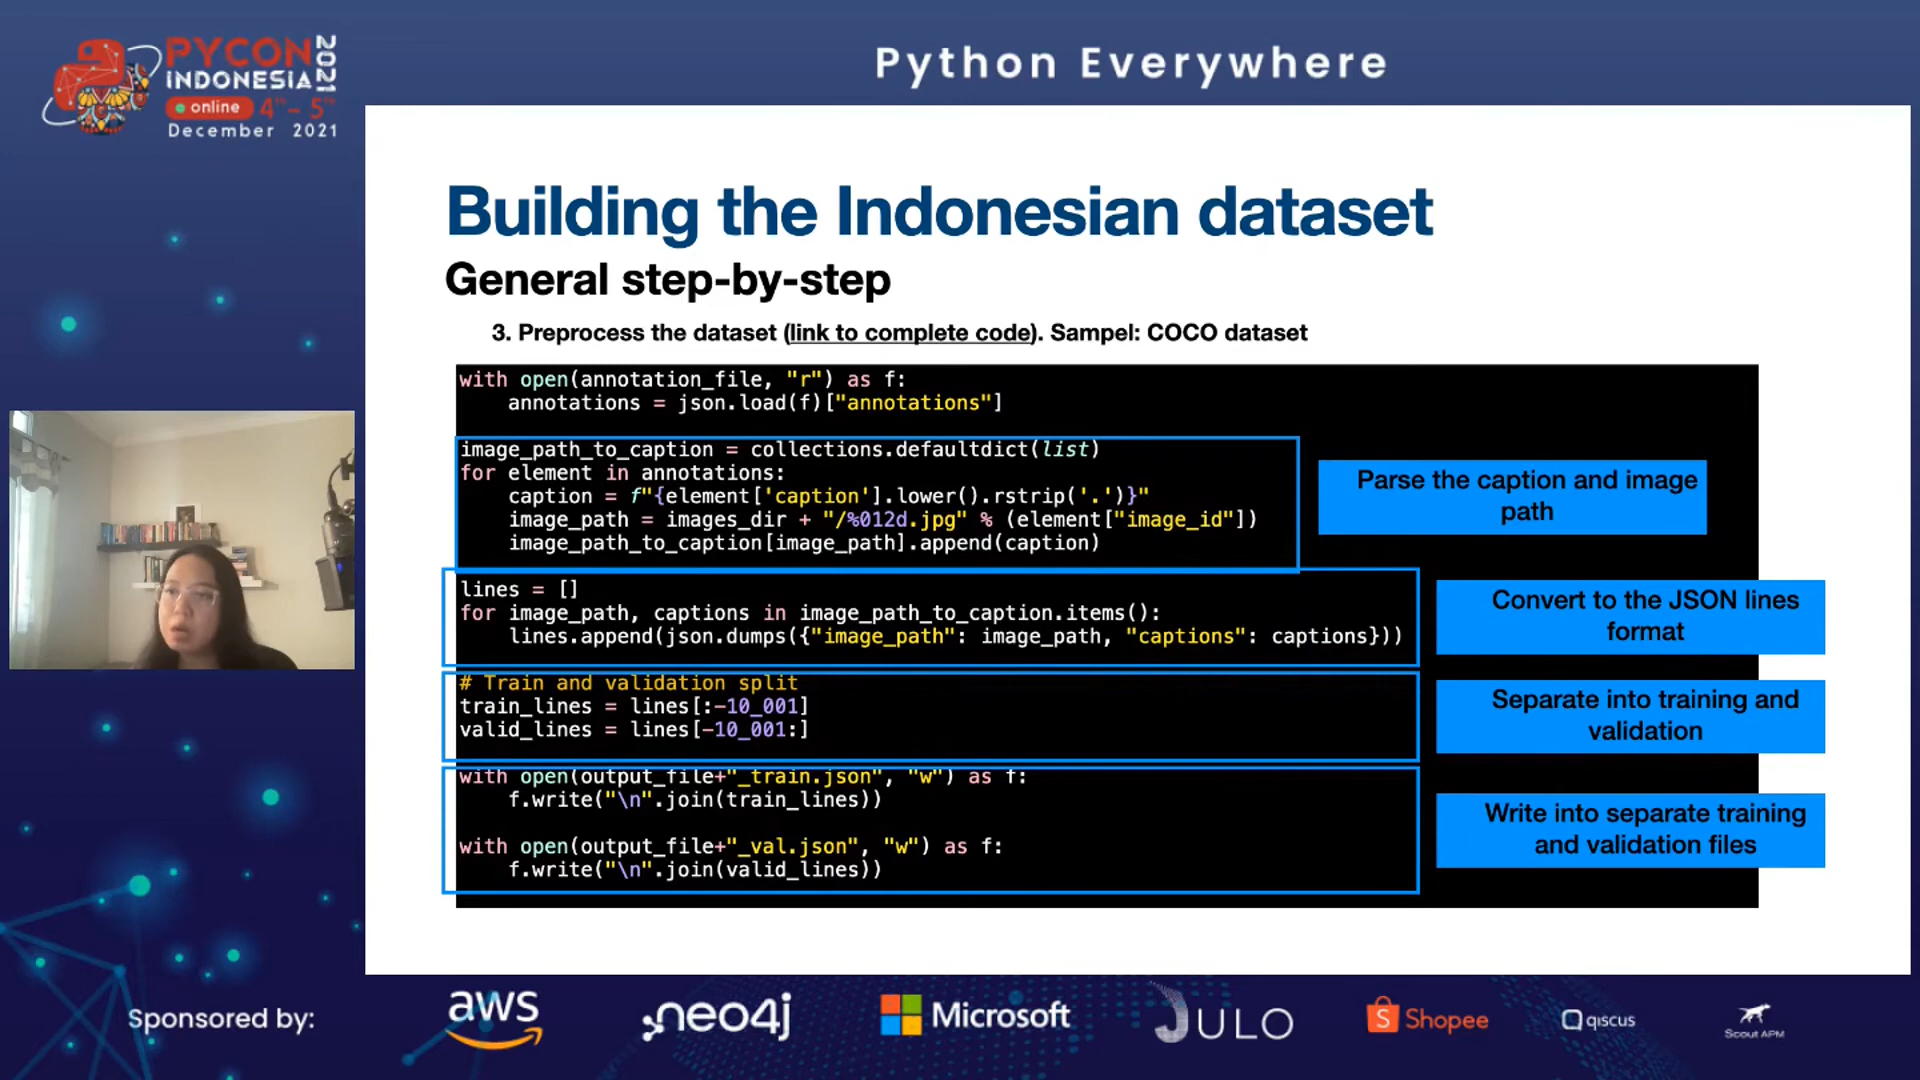 PYCON
INDONESIA
2021
online 4th - 5th
December 2021
Python Everywhere
Building the Indonesian dataset
General step-by-step
3. Preprocess the dataset (link to complete code). Sampel: COCO dataset
with open(annotation_file, "r") as f:
    annotations = json.load(f)["annotations"]
image_path_to_caption = collections.defaultdict(list)
for element in annotations:
    caption = f"{element['caption'].lower().rstrip('.')}"
    image_path = images_dir + "/%012d.jpg" % (element["image_id"])
    image_path_to_caption[image_path].append(caption)
Parse the caption and image
path
lines = []
for image_path, captions in image_path_to_caption.items():
    lines.append(json.dumps({"image_path": image_path, "captions": captions}))
Convert to the JSON lines
format
# Train and validation split
train_lines = lines[:-10_001]
valid_lines = lines[-10_001:]
Separate into training and
validation
with open(output_file+"_train.json", "w") as f:
    f.write("\n".join(train_lines))
with open(output_file+"_val.json", "w") as f:
    f.write("\n".join(valid_lines))
Write into separate training
and validation files
Sponsored by:
aws
neo4j
Microsoft
JULO
Shopee
qiscus
Scout APM